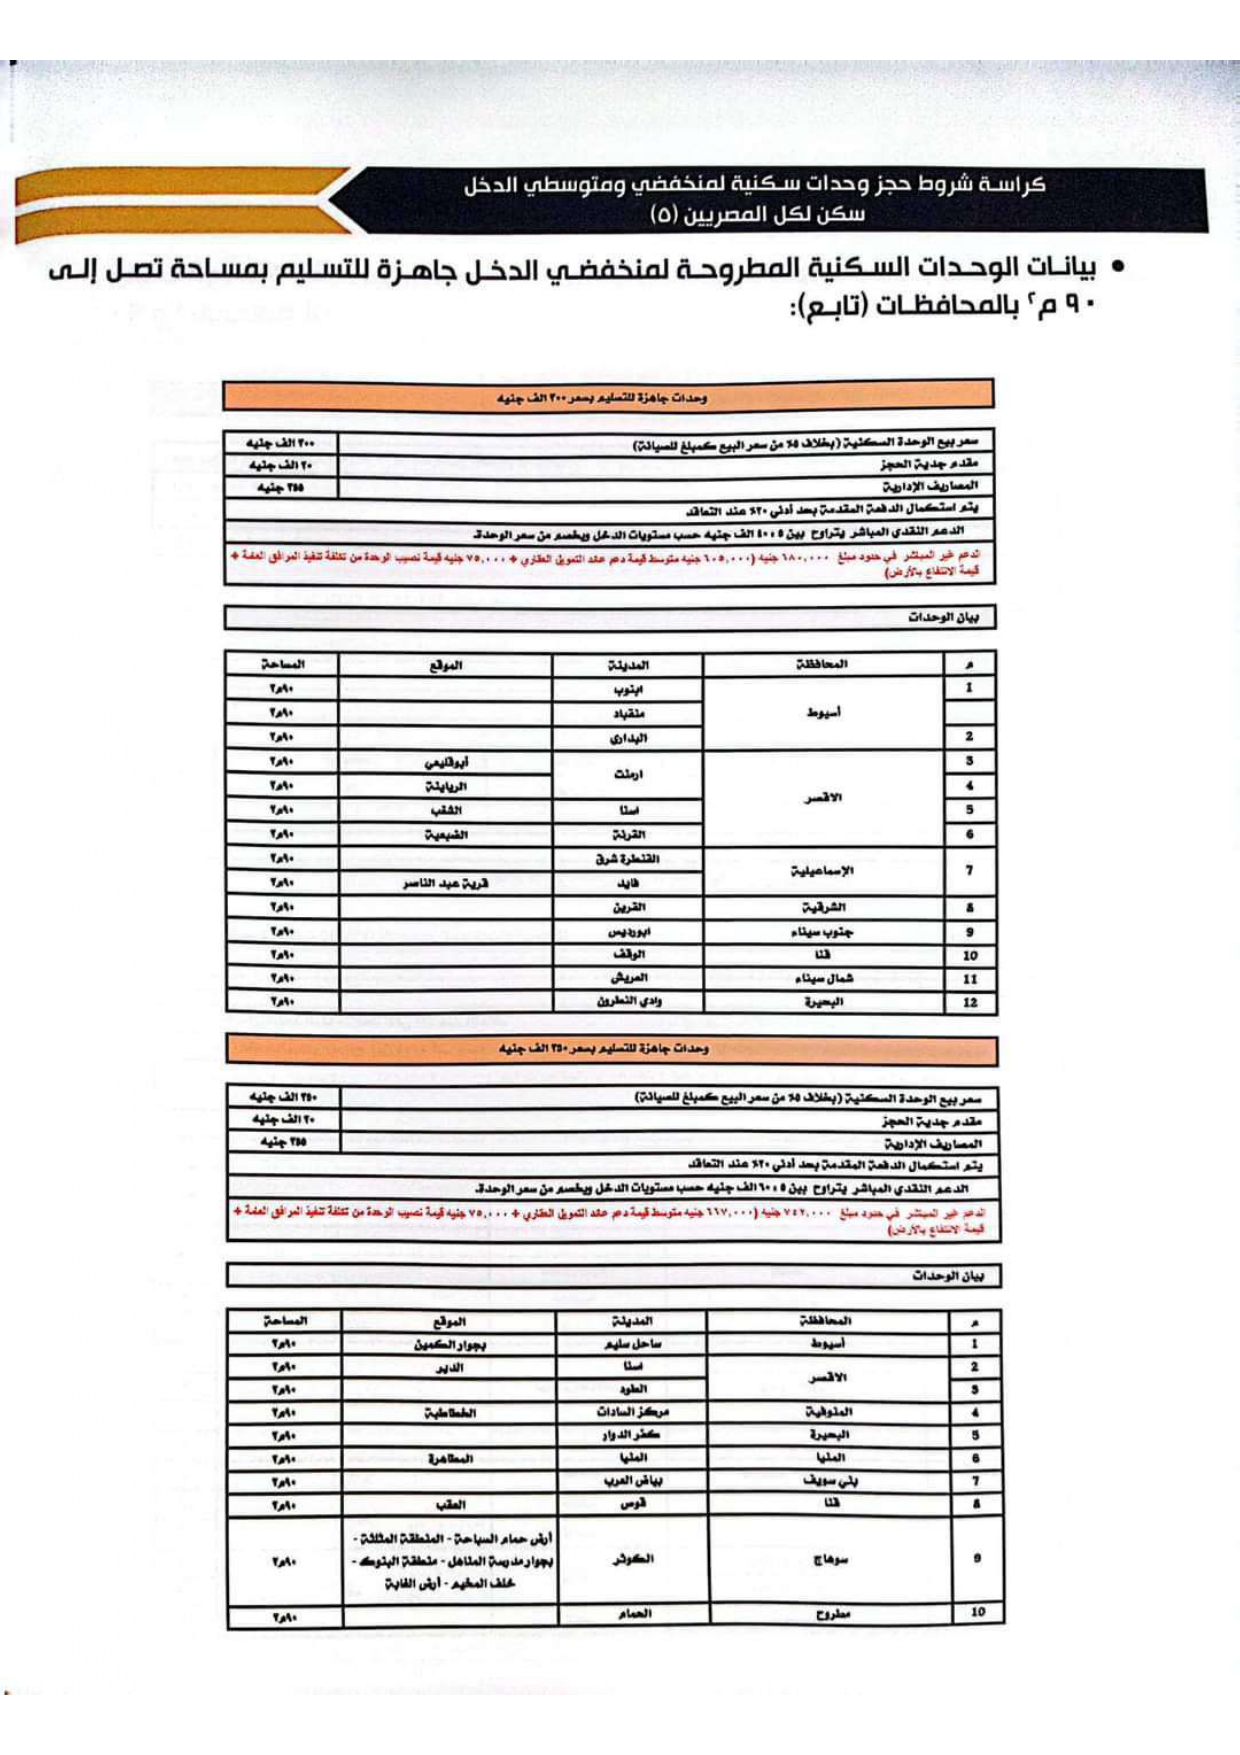 كراسة شروط حجز وحدات سكنية لمنخفضي ومتوسطي الدخل
سكن لكل المصريين (٥)
• بيانات الوحدات السكنية المطروحة لمنخفضي الدخل جاهزة للتسليم بمساحة تصل إلى
٩٠ م٢ بالمحافظات (تابع):
وحدات جاهزة للتسليم بسعر ٣٠٠ الف جنيه
سعر بيع الوحدة السكنية (بخلاف ٥٪ من سعر البيع كمبلغ للصيانة) ٣٠٠ الف جنيه
مقدم جدية الحجز ٢٠ الف جنيه
المصاريف الإدارية ٣٥٥ جنيه
يتم استكمال الدفعة المقدمة بحد أدني ٢٠٪ عند التعاقد
الدعم النقدي المباشر يتراوح بين ٥ : ٤٠ الف جنيه حسب مستويات الدخل ويخصم من سعر الوحدة.
الدعم غير المباشر في حدود مبلغ ٦٨٠,٠٠٠ جنيه (٦٠٥,٠٠٠ جنيه متوسط قيمة دعم عائد التمويل العقاري + ٧٥,٠٠٠ جنيه قيمة نصيب الوحدة من تكلفة تنفيذ المرافق العامة +
قيمة الانتفاع بالأرض)
بيان الوحدات
م المحافظة المدينة الموقع المساحة
1 أسيوط ابنوب ٩٠م٢
منقباد ٩٠م٢
2 البداري ٩٠م٢
3 الاقصر ارمنت أبوقليعي ٩٠م٢
4 الرياينة ٩٠م٢
5 اسنا الشغب ٩٠م٢
6 القرنة الضبعية ٩٠م٢
7 الإسماعيلية القنطرة شرق ٩٠م٢
فايد قرية عبد الناصر ٩٠م٢
8 الشرقية القرين ٩٠م٢
9 جنوب سيناء ابورديس ٩٠م٢
10 قنا الوقف ٩٠م٢
11 شمال سيناء العريش ٩٠م٢
12 البحيرة وادي النطرون ٩٠م٢
وحدات جاهزة للتسليم بسعر ٣٥٠ الف جنيه
سعر بيع الوحدة السكنية (بخلاف ٥٪ من سعر البيع كمبلغ للصيانة) ٣٥٠ الف جنيه
مقدم جدية الحجز ٢٠ الف جنيه
المصاريف الإدارية ٣٥٥ جنيه
يتم استكمال الدفعة المقدمة بحد أدني ٢٠٪ عند التعاقد
الدعم النقدي المباشر يتراوح بين ٥ : ٦٠ الف جنيه حسب مستويات الدخل ويخصم من سعر الوحدة.
الدعم غير المباشر في حدود مبلغ ٧٤٢,٠٠٠ جنيه (٦٦٧,٠٠٠ جنيه متوسط قيمة دعم عائد التمويل العقاري + ٧٥,٠٠٠ جنيه قيمة نصيب الوحدة من تكلفة تنفيذ المرافق العامة +
قيمة الانتفاع بالأرض)
بيان الوحدات
م المحافظة المدينة الموقع المساحة
1 أسيوط ساحل سليم بجوار الكمين ٩٠م٢
2 الاقصر اسنا الدير ٩٠م٢
3 الطود ٩٠م٢
4 المنوفية مركز السادات الخطاطبة ٩٠م٢
5 البحيرة كفر الدوار ٩٠م٢
6 المنيا المنيا المطاهرة ٩٠م٢
7 بني سويف بياض العرب ٩٠م٢
8 قنا قوص العقب ٩٠م٢
أرض حمام السباحة - المنطقة المثلثة -
9 سوهاج الكوثر بجوار مدرسة المناهل - منطقة البنوك - ٩٠م٢
خلف المخيم - أرض الغابة
10 مطروح الحمام ٩٠م٢